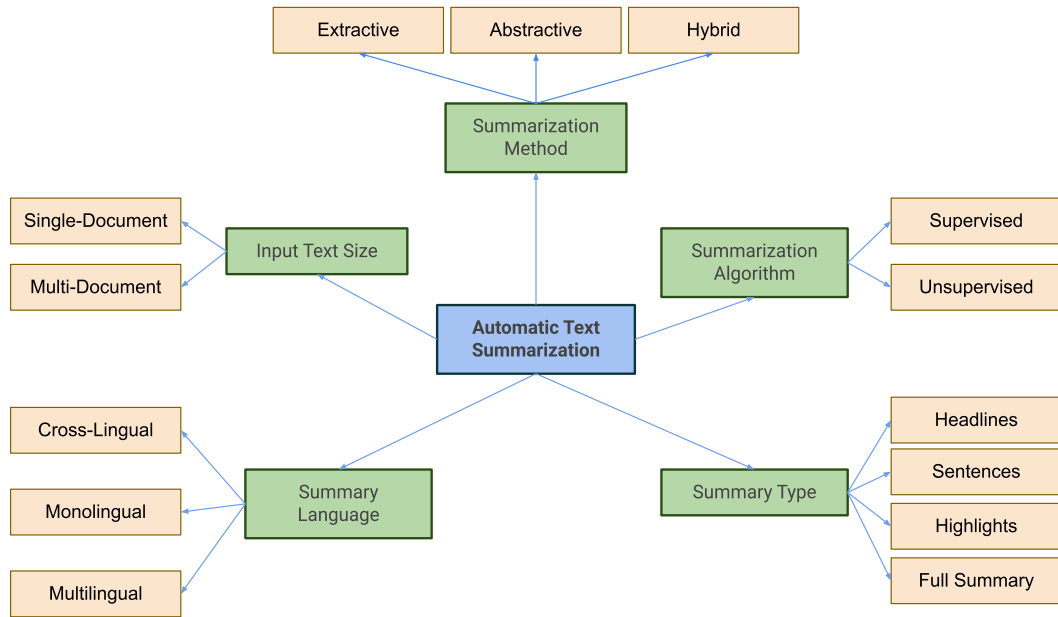 Extractive
Abstractive
Hybrid
Summarization
Method
Single-Document
Multi-Document
Input Text Size
Summarization
Algorithm
Supervised
Unsupervised
Automatic Text
Summarization
Cross-Lingual
Monolingual
Multilingual
Summary
Language
Summary Type
Headlines
Sentences
Highlights
Full Summary